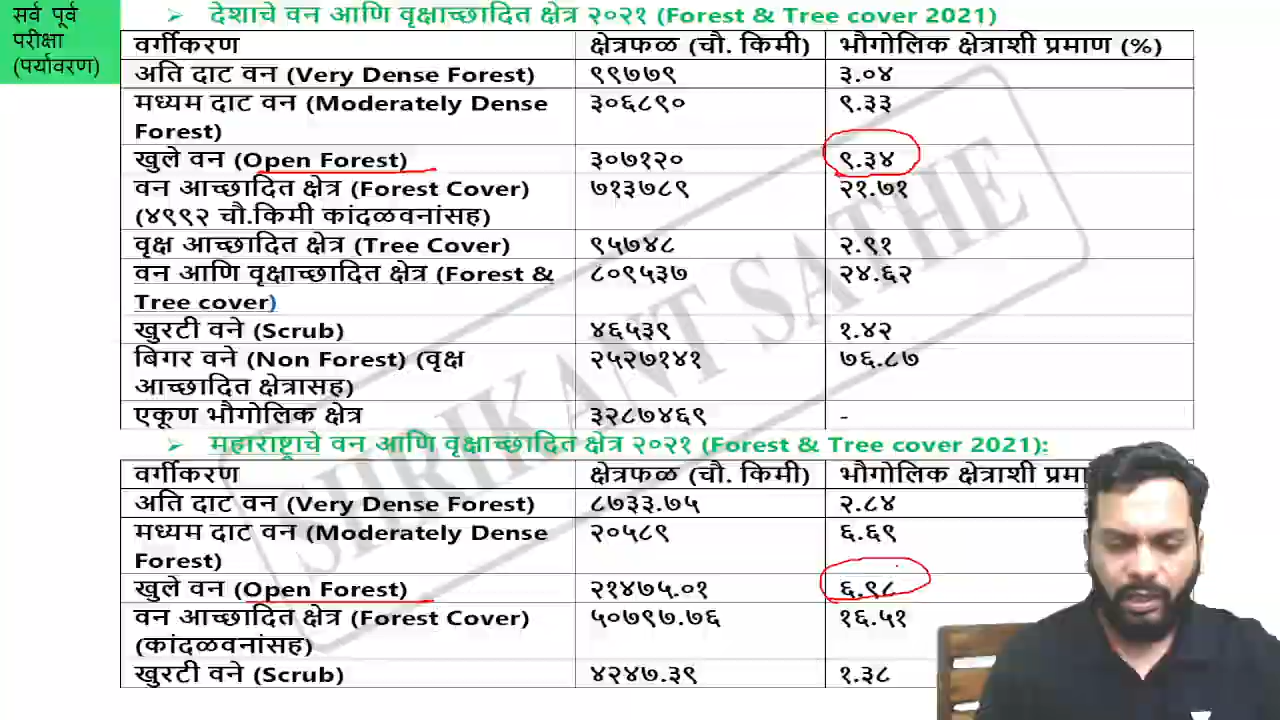 सर्व पूर्व
परीक्षा
(पर्यावरण)
➢ देशाचे वन आणि वृक्षाच्छादित क्षेत्र २०२१ (Forest & Tree cover 2021)
वर्गीकरण क्षेत्रफळ (चौ. किमी) भौगोलिक क्षेत्राशी प्रमाण (%)
अति दाट वन (Very Dense Forest) ९९७७९ ३.०४
मध्यम दाट वन (Moderately Dense ३०६८९० ९.३३
Forest)
खुले वन (Open Forest) ३०७१२० ९.३४
वन आच्छादित क्षेत्र (Forest Cover) ७१३७८९ २१.७१
(४९९२ चौ.किमी कांदळवनांसह)
वृक्ष आच्छादित क्षेत्र (Tree Cover) ९५७४८ २.९१
वन आणि वृक्षाच्छादित क्षेत्र (Forest & ८०९५३७ २४.६२
Tree cover)
खुरटी वने (Scrub) ४६५३९ १.४२
बिगर वने (Non Forest) (वृक्ष २५२७१४१ ७६.८७
आच्छादित क्षेत्रासह)
एकूण भौगोलिक क्षेत्र ३२८७४६९ -
➢ महाराष्ट्राचे वन आणि वृक्षाच्छादित क्षेत्र २०२१ (Forest & Tree cover 2021):
वर्गीकरण क्षेत्रफळ (चौ. किमी) भौगोलिक क्षेत्राशी प्रमा
अति दाट वन (Very Dense Forest) ८७३३.७५ २.८४
मध्यम दाट वन (Moderately Dense २०५८९ ६.६९
Forest)
खुले वन (Open Forest) २१४७५.०१ ६.९८
वन आच्छादित क्षेत्र (Forest Cover) ५०७९७.७६ १६.५१
(कांदळवनांसह)
खुरटी वने (Scrub) ४२४७.३९ १.३८
SHRIKANT SATHE